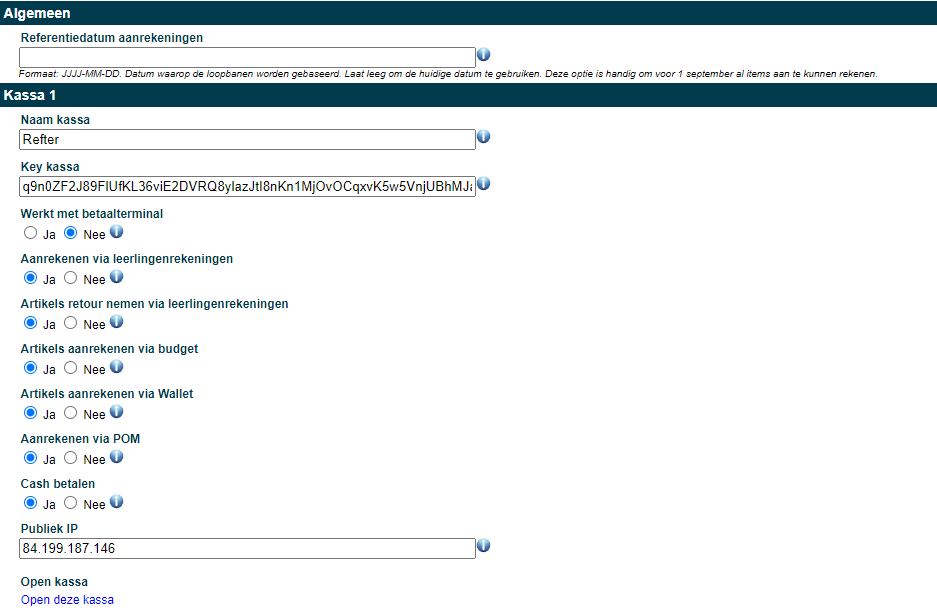 Algemeen
Referentiedatum aanrekeningen
Formaat: JJJJ-MM-DD. Datum waarop de loopbanen worden gebaseerd. Laat leeg om de huidige datum te gebruiken. Deze optie is handig om voor 1 september al items aan te kunnen rekenen.
Kassa 1
Naam kassa
Refter
Key kassa
Werkt met betaalterminal
Ja Nee
Aanrekenen via leerlingenrekeningen
Ja Nee
Artikels retour nemen via leerlingenrekeningen
Ja Nee
Artikels aanrekenen via budget
Ja Nee
Artikels aanrekenen via Wallet
Ja Nee
Aanrekenen via POM
Ja Nee
Cash betalen
Ja Nee
Publiek IP
84.199.187.146
Open kassa
Open deze kassa